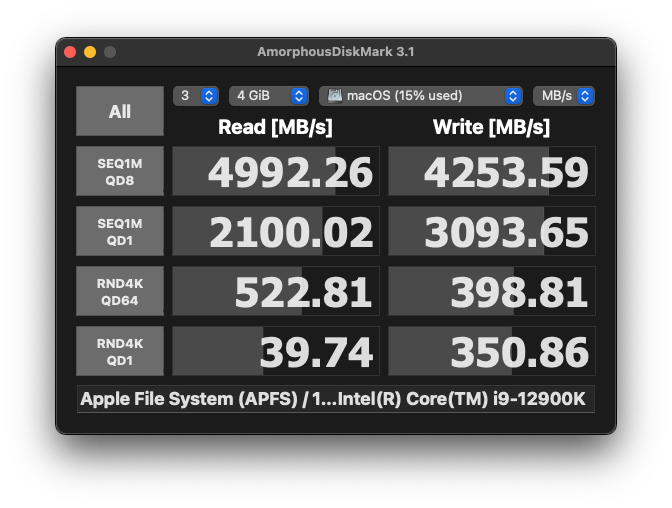 AmorphousDiskMark 3.1
All
3
4 GiB
macOS (15% used)
MB/s
Read [MB/s]
Write [MB/s]
SEQ1M
QD8
4992.26
4253.59
SEQ1M
QD1
2100.02
3093.65
RND4K
QD64
522.81
398.81
RND4K
QD1
39.74
350.86
Apple File System (APFS) / 1...Intel(R) Core(TM) i9-12900K